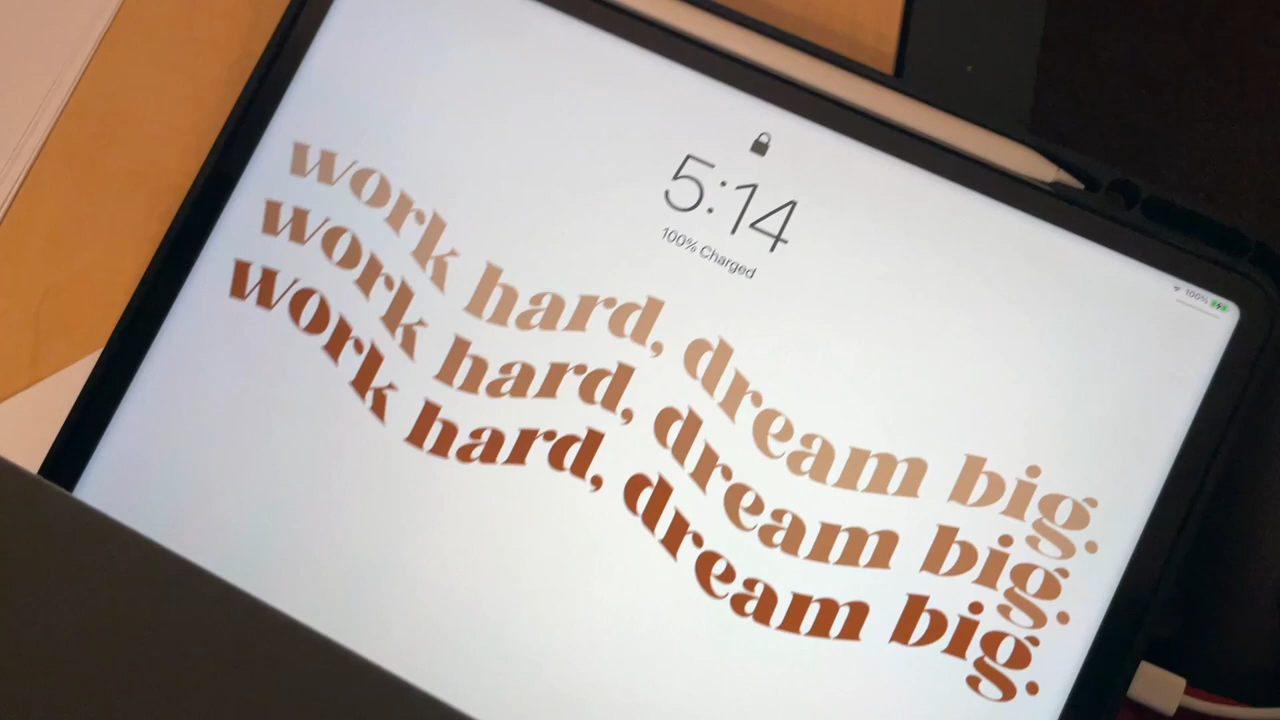 5:14
100% Charged
100%
work hard, dream big.
work hard, dream big.
work hard, dream big.